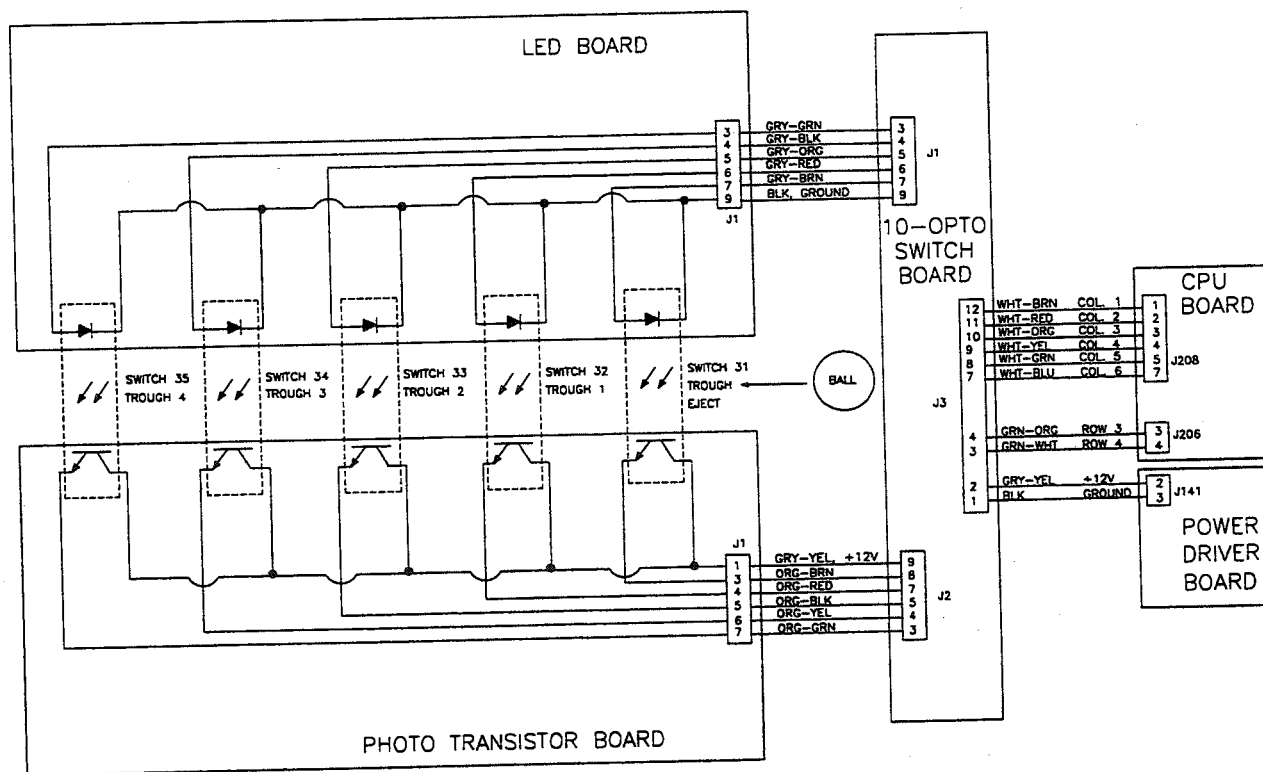 LED BOARD
3 GRY-GRN 3
4 GRY-BLK 4
5 GRY-ORG 5
6 GRY-RED 6
7 GRY-BRN 7
9 BLK, GROUND 9
J1
J1
10-OPTO
SWITCH
BOARD
CPU
BOARD
12 WHT-BRN COL. 1 1
11 WHT-RED COL. 2 2
10 WHT-ORG COL. 3 3
9 WHT-YEL COL. 4 4
8 WHT-GRN COL. 5 5
7 WHT-BLU COL. 6 7
J208
J3
4 GRN-ORG ROW 3 3
3 GRN-WHT ROW 4 4
J206
2 GRY-YEL +12V 2
1 BLK GROUND 3
J141
POWER
DRIVER
BOARD
SWITCH 35
TROUGH 4
SWITCH 34
TROUGH 3
SWITCH 33
TROUGH 2
SWITCH 32
TROUGH 1
SWITCH 31
TROUGH
EJECT
BALL
J1
1 GRY-YEL, +12V 9
3 ORG-BRN 8
4 ORG-RED 7
5 ORG-BLK 5
6 ORG-YEL 4
7 ORG-GRN 3
J2
PHOTO TRANSISTOR BOARD